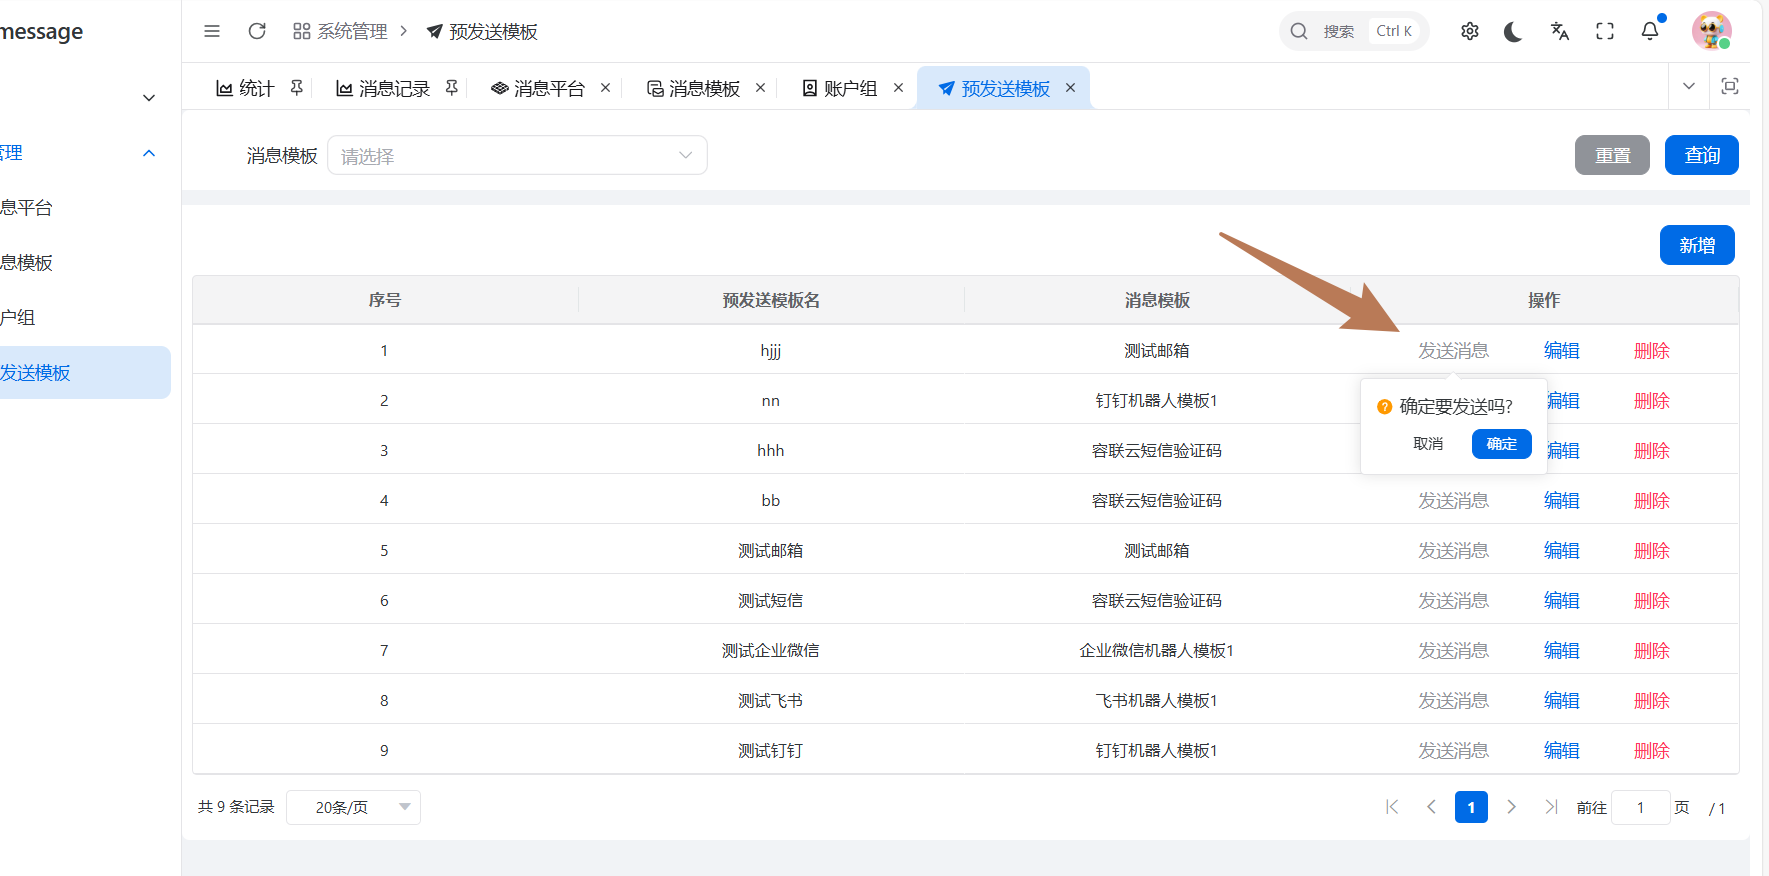 message
系统管理 > 预发送模板
搜索 Ctrl K
统计 消息记录 消息平台 × 消息模板 × 账户组 × 预发送模板 ×
管理
息平台
息模板
户组
发送模板
消息模板 请选择 重置 查询
新增
序号 预发送模板名 消息模板 操作
1 hjjj 测试邮箱 发送消息 编辑 删除
2 nn 钉钉机器人模板1 编辑 删除
3 hhh 容联云短信验证码 编辑 删除
? 确定要发送吗?
取消 确定
4 bb 容联云短信验证码 发送消息 编辑 删除
5 测试邮箱 测试邮箱 发送消息 编辑 删除
6 测试短信 容联云短信验证码 发送消息 编辑 删除
7 测试企业微信 企业微信机器人模板1 发送消息 编辑 删除
8 测试飞书 飞书机器人模板1 发送消息 编辑 删除
9 测试钉钉 钉钉机器人模板1 发送消息 编辑 删除
共 9 条记录 20条/页 1 前往 1 页 / 1